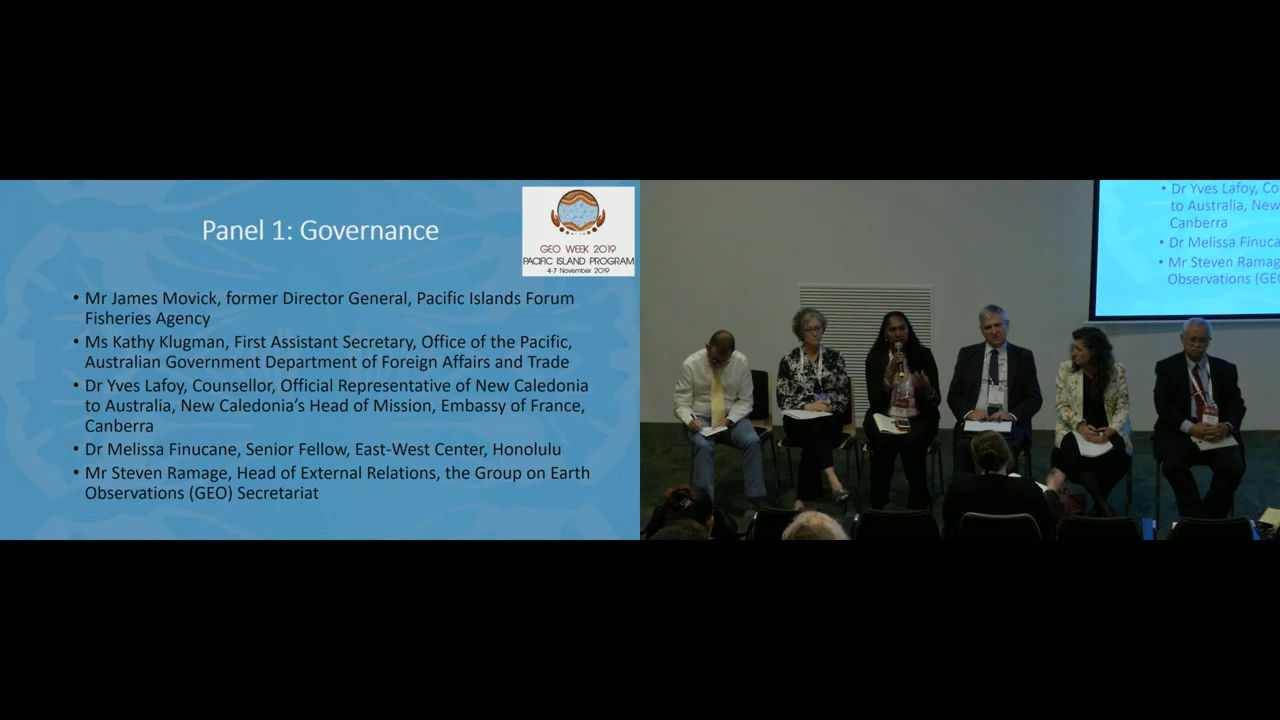 Panel 1: Governance
GEO WEEK 2019
PACIFIC ISLAND PROGRAM
4-7 November 2019
• Mr James Movick, former Director General, Pacific Islands Forum
Fisheries Agency
• Ms Kathy Klugman, First Assistant Secretary, Office of the Pacific,
Australian Government Department of Foreign Affairs and Trade
• Dr Yves Lafoy, Counsellor, Official Representative of New Caledonia
to Australia, New Caledonia’s Head of Mission, Embassy of France,
Canberra
• Dr Melissa Finucane, Senior Fellow, East-West Center, Honolulu
• Mr Steven Ramage, Head of External Relations, the Group on Earth
Observations (GEO) Secretariat
• Dr Yves Lafoy, Co
to Australia, New
Canberra
• Dr Melissa Finuca
• Mr Steven Ramag
Observations (GEO